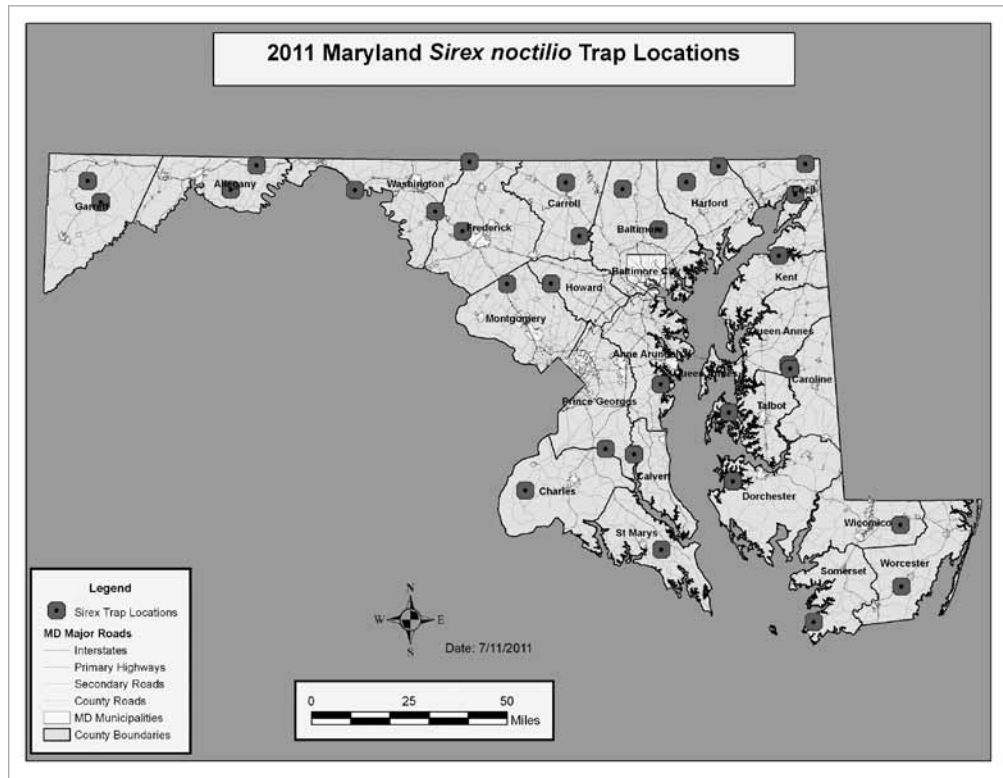 2011 Maryland Sirex noctilio Trap Locations
Garrett
Allegany
Washington
Frederick
Carroll
Baltimore
Harford
Cecil
Baltimore City
Howard
Kent
Montgomery
Queen Annes
Anne Arundel
Queen Annes
Caroline
Prince Georges
Talbot
Calvert
Charles
Dorchester
St Marys
Wicomico
Somerset
Worcester
Legend
Sirex Trap Locations
MD Major Roads
Interstates
Primary Highways
Secondary Roads
County Roads
MD Municipalities
County Boundaries
N
W E
S
Date: 7/11/2011
0 25 50
Miles